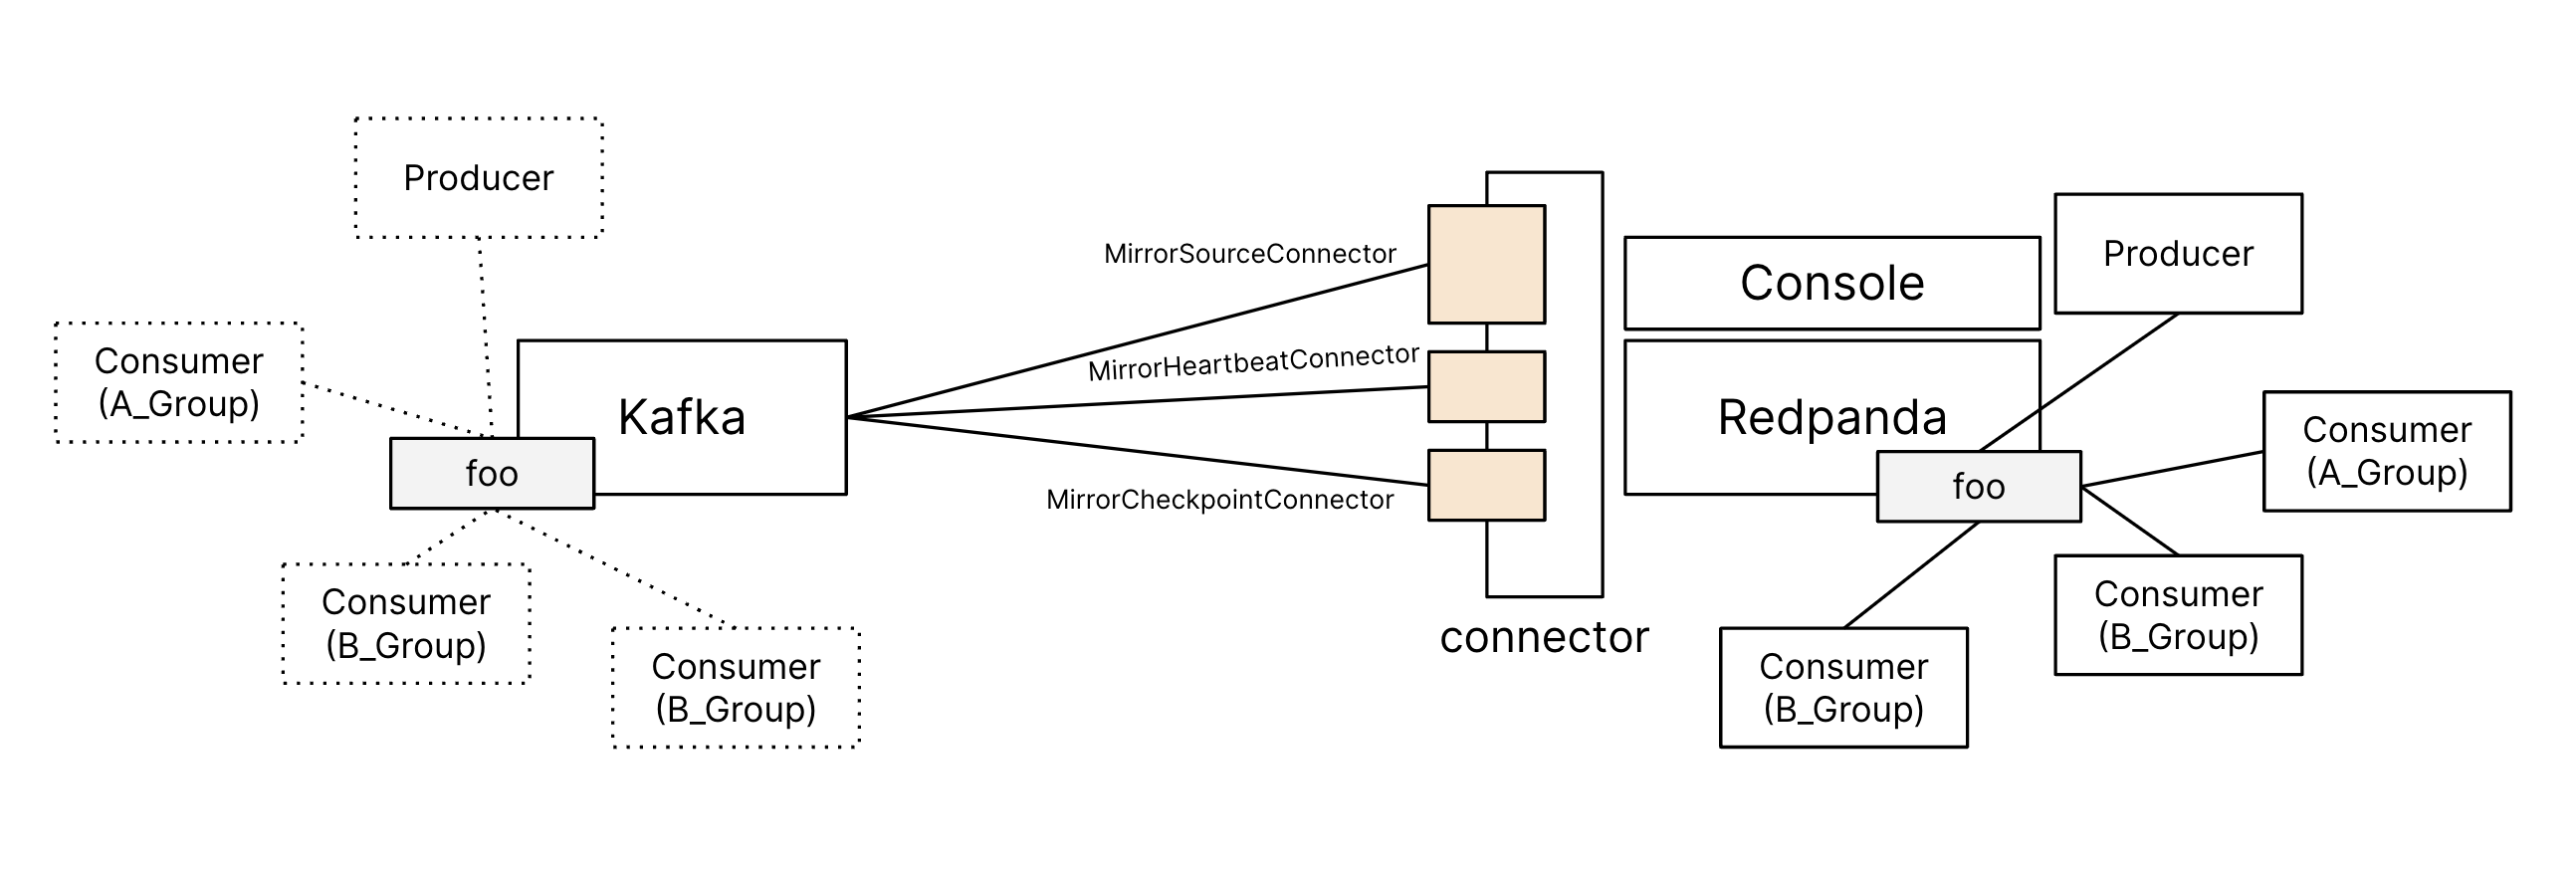 Producer
Consumer
(A_Group)
Kafka
foo
Consumer
(B_Group)
Consumer
(B_Group)
MirrorSourceConnector
MirrorHeartbeatConnector
MirrorCheckpointConnector
connector
Console
Redpanda
foo
Producer
Consumer
(A_Group)
Consumer
(B_Group)
Consumer
(B_Group)